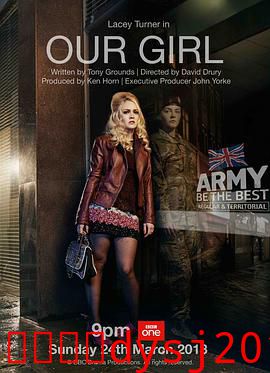 Lacey Turner in
OUR GIRL
Written by Tony Grounds | Directed by David Drury
Produced by Ken Horn | Executive Producer John Yorke
ARMY
BE THE BEST
REGULAR & TERRITORIAL
9pm BBC one
Sunday 24th March 2013